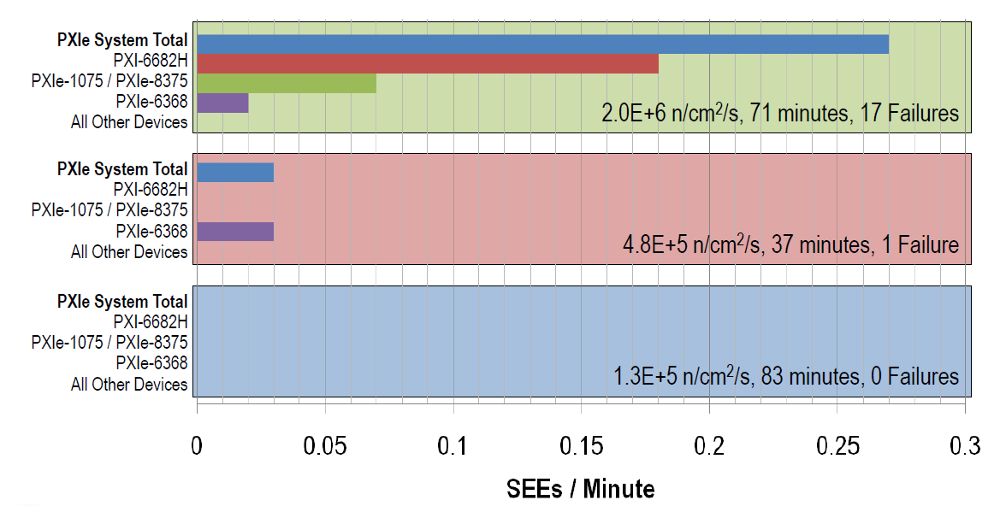 PXIe System Total
PXI-6682H
PXIe-1075 / PXIe-8375
PXIe-6368
All Other Devices
2.0E+6 n/cm²/s, 71 minutes, 17 Failures
PXIe System Total
PXI-6682H
PXIe-1075 / PXIe-8375
PXIe-6368
All Other Devices
4.8E+5 n/cm²/s, 37 minutes, 1 Failure
PXIe System Total
PXI-6682H
PXIe-1075 / PXIe-8375
PXIe-6368
All Other Devices
1.3E+5 n/cm²/s, 83 minutes, 0 Failures
0 0.05 0.1 0.15 0.2 0.25 0.3
SEEs / Minute